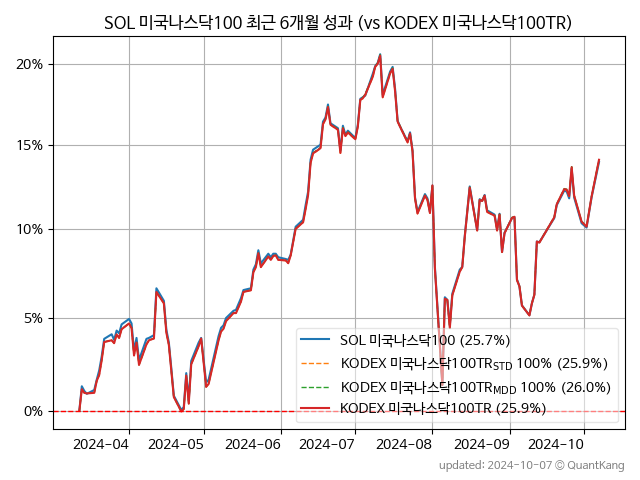 SOL 미국나스닥100 최근 6개월 성과 (vs KODEX 미국나스닥100TR)
20%
15%
10%
5%
0%
SOL 미국나스닥100 (25.7%)
KODEX 미국나스닥100TR_STD 100% (25.9%)
KODEX 미국나스닥100TR_MDD 100% (26.0%)
KODEX 미국나스닥100TR (25.9%)
2024-04 2024-05 2024-06 2024-07 2024-08 2024-09 2024-10
updated: 2024-10-07 © QuantKang